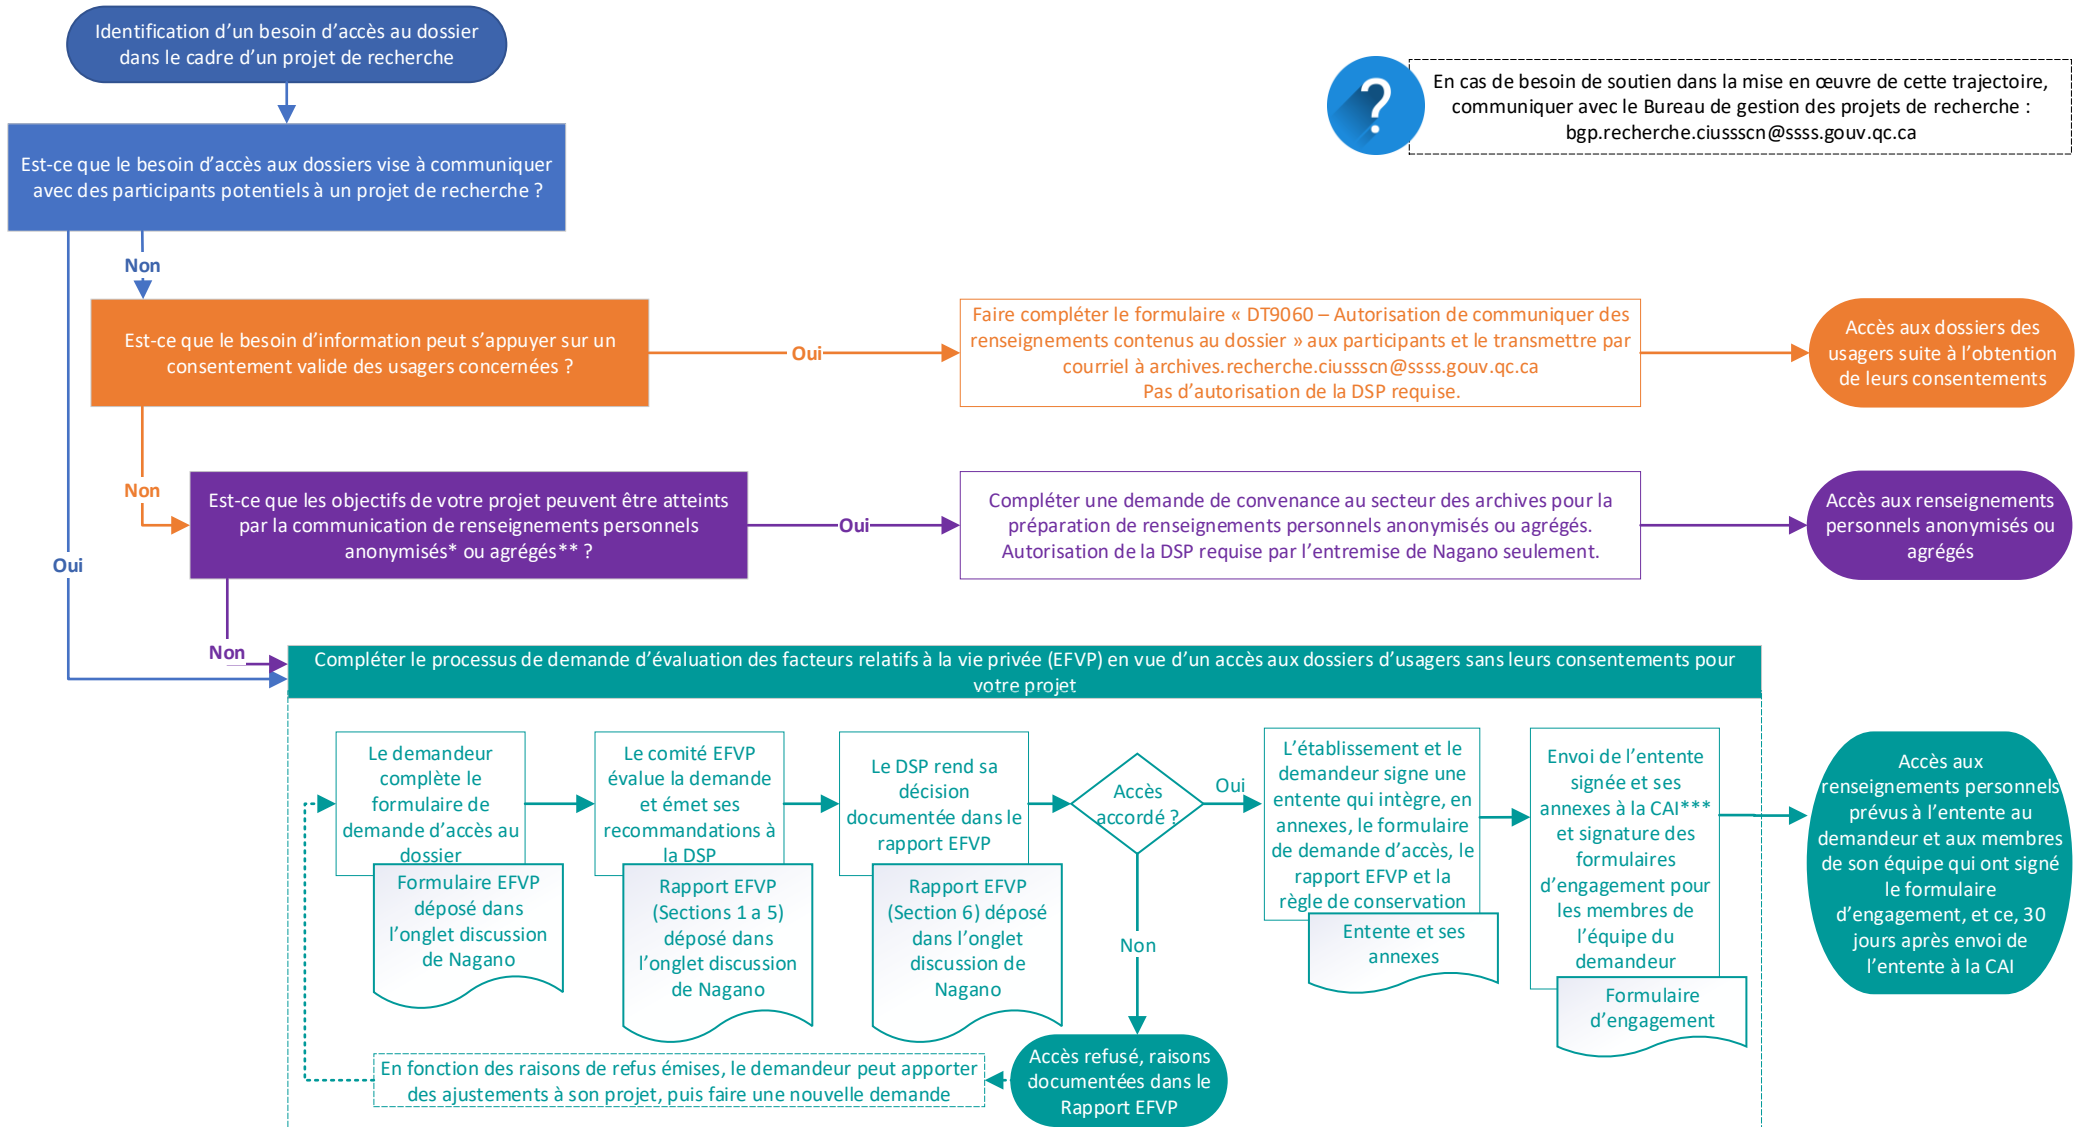 Identification d'un besoin d'accès au dossier
dans le cadre d'un projet de recherche
En cas de besoin de soutien dans la mise en œuvre de cette trajectoire,
communiquer avec le Bureau de gestion des projets de recherche :
bgp.recherche.ciussscn@ssss.gouv.qc.ca
Est-ce que le besoin d'accès aux dossiers vise à communiquer
avec des participants potentiels à un projet de recherche ?
Non
Oui
Est-ce que le besoin d'information peut s'appuyer sur un
consentement valide des usagers concernées ?
Oui
Faire compléter le formulaire « DT9060 – Autorisation de communiquer des
renseignements contenus au dossier » aux participants et le transmettre par
courriel à archives.recherche.ciussscn@ssss.gouv.qc.ca
Pas d'autorisation de la DSP requise.
Accès aux dossiers des
usagers suite à l'obtention
de leurs consentements
Non
Est-ce que les objectifs de votre projet peuvent être atteints
par la communication de renseignements personnels
anonymisés* ou agrégés** ?
Oui
Compléter une demande de convenance au secteur des archives pour la
préparation de renseignements personnels anonymisés ou agrégés.
Autorisation de la DSP requise par l'entremise de Nagano seulement.
Accès aux renseignements
personnels anonymisés ou
agrégés
Non
Compléter le processus de demande d'évaluation des facteurs relatifs à la vie privée (EFVP) en vue d'un accès aux dossiers d'usagers sans leurs consentements pour
votre projet
Le demandeur
complète le
formulaire de
demande d'accès au
dossier
Formulaire EFVP
déposé dans
l'onglet discussion
de Nagano
Le comité EFVP
évalue la demande
et émet ses
recommandations à
la DSP
Rapport EFVP
(Sections 1 a 5)
déposé dans
l'onglet discussion
de Nagano
Le DSP rend sa
décision
documentée dans le
rapport EFVP
Rapport EFVP
(Section 6) déposé
dans l'onglet
discussion de
Nagano
Accès
accordé ?
Oui
Non
L'établissement et le
demandeur signe une
entente qui intègre, en
annexes, le formulaire
de demande d'accès, le
rapport EFVP et la
règle de conservation
Entente et ses
annexes
Envoi de l'entente
signée et ses
annexes à la CAI***
et signature des
formulaires
d'engagement pour
les membres de
l'équipe du
demandeur
Formulaire
d'engagement
Accès aux
renseignements personnels
prévus à l'entente au
demandeur et aux membres
de son équipe qui ont signé
le formulaire
d'engagement, et ce, 30
jours après envoi de
l'entente à la CAI
Accès refusé, raisons
documentées dans le
Rapport EFVP
En fonction des raisons de refus émises, le demandeur peut apporter
des ajustements à son projet, puis faire une nouvelle demande